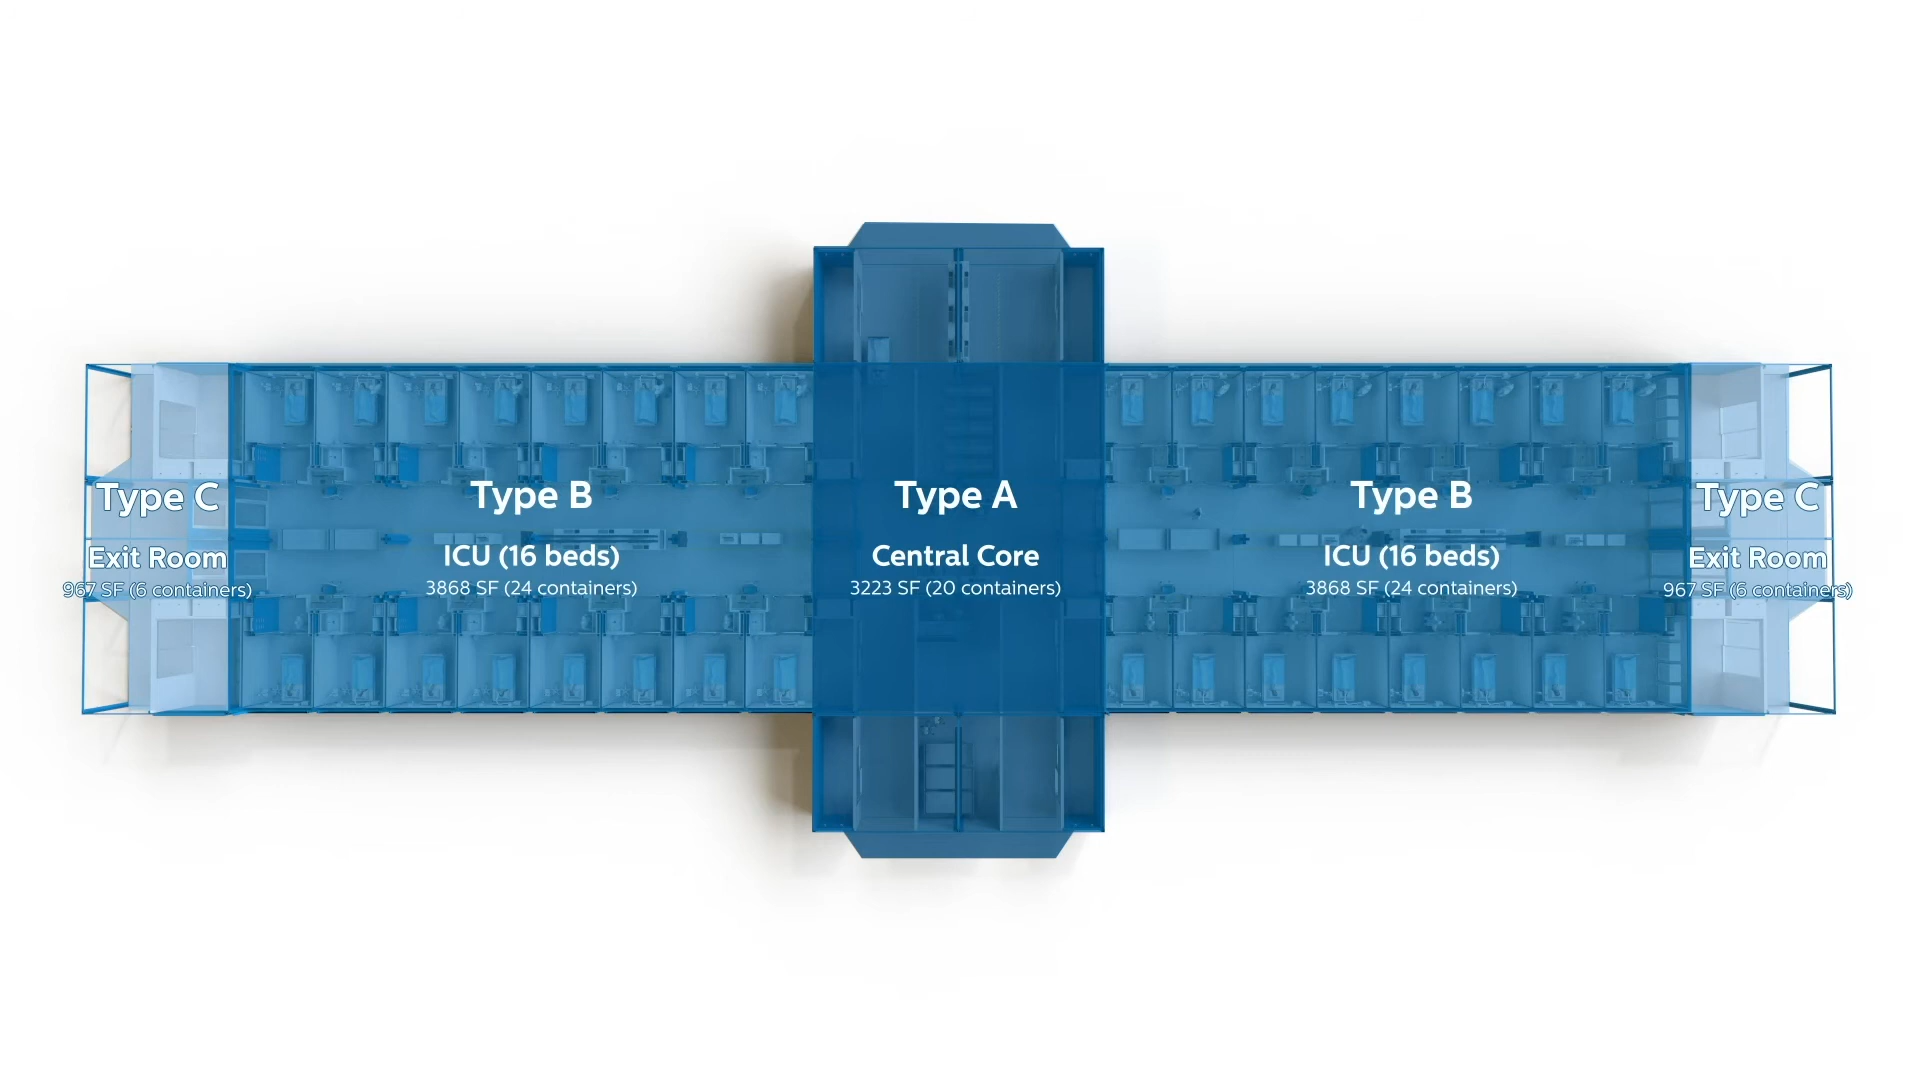 Type C
Exit Room
967 SF (6 containers)
Type B
ICU (16 beds)
3868 SF (24 containers)
Type A
Central Core
3223 SF (20 containers)
Type B
ICU (16 beds)
3868 SF (24 containers)
Type C
Exit Room
967 SF (6 containers)